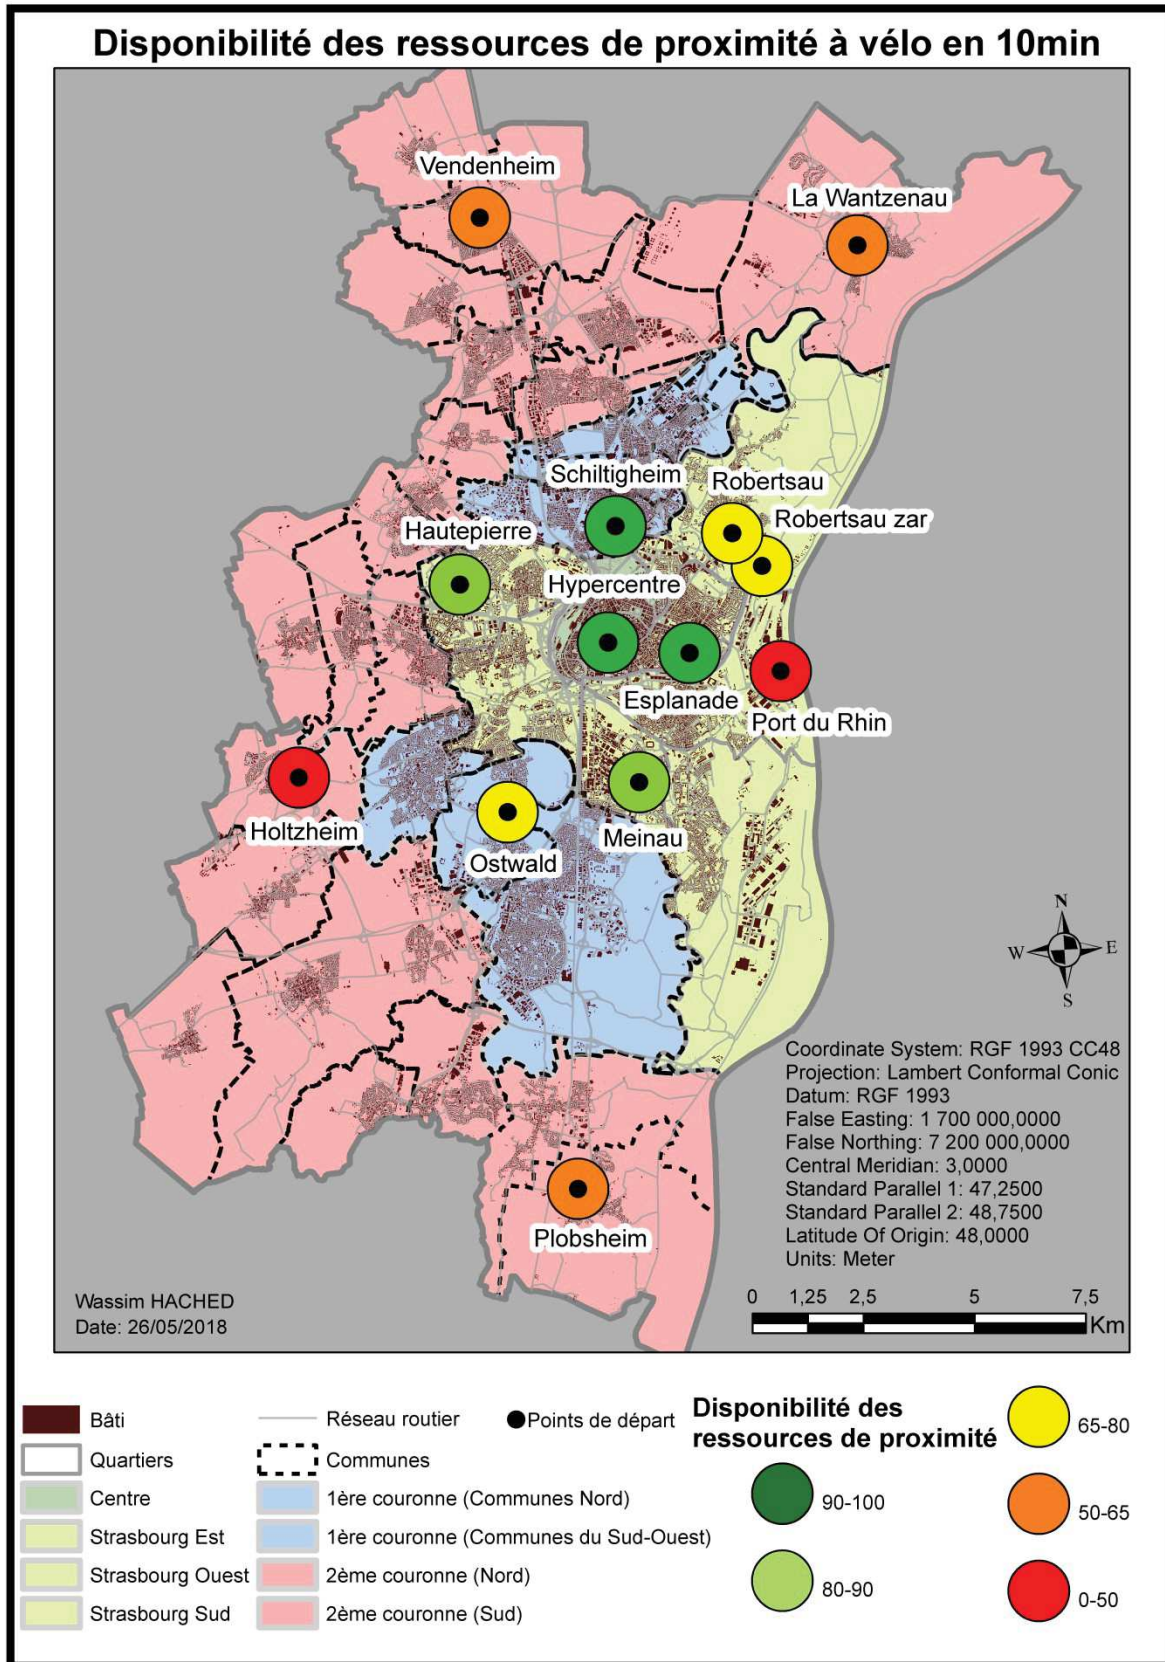 Disponibilité des ressources de proximité à vélo en 10min
Vendenheim
La Wantzenau
Schiltigheim
Robertsau
Robertsau zar
Hautepierre
Hypercentre
Esplanade
Port du Rhin
Holtzheim
Ostwald
Meinau
Plobsheim
N
W
E
S
Coordinate System: RGF 1993 CC48
Projection: Lambert Conformal Conic
Datum: RGF 1993
False Easting: 1 700 000,0000
False Northing: 7 200 000,0000
Central Meridian: 3,0000
Standard Parallel 1: 47,2500
Standard Parallel 2: 48,7500
Latitude Of Origin: 48,0000
Units: Meter
0 1,25 2,5 5 7,5
Km
Wassim HACHED
Date: 26/05/2018
Bâti
Quartiers
Centre
Strasbourg Est
Strasbourg Ouest
Strasbourg Sud
Réseau routier
Communes
1ère couronne (Communes Nord)
1ère couronne (Communes du Sud-Ouest)
2ème couronne (Nord)
2ème couronne (Sud)
Points de départ
Disponibilité des
ressources de proximité
90-100
80-90
65-80
50-65
0-50